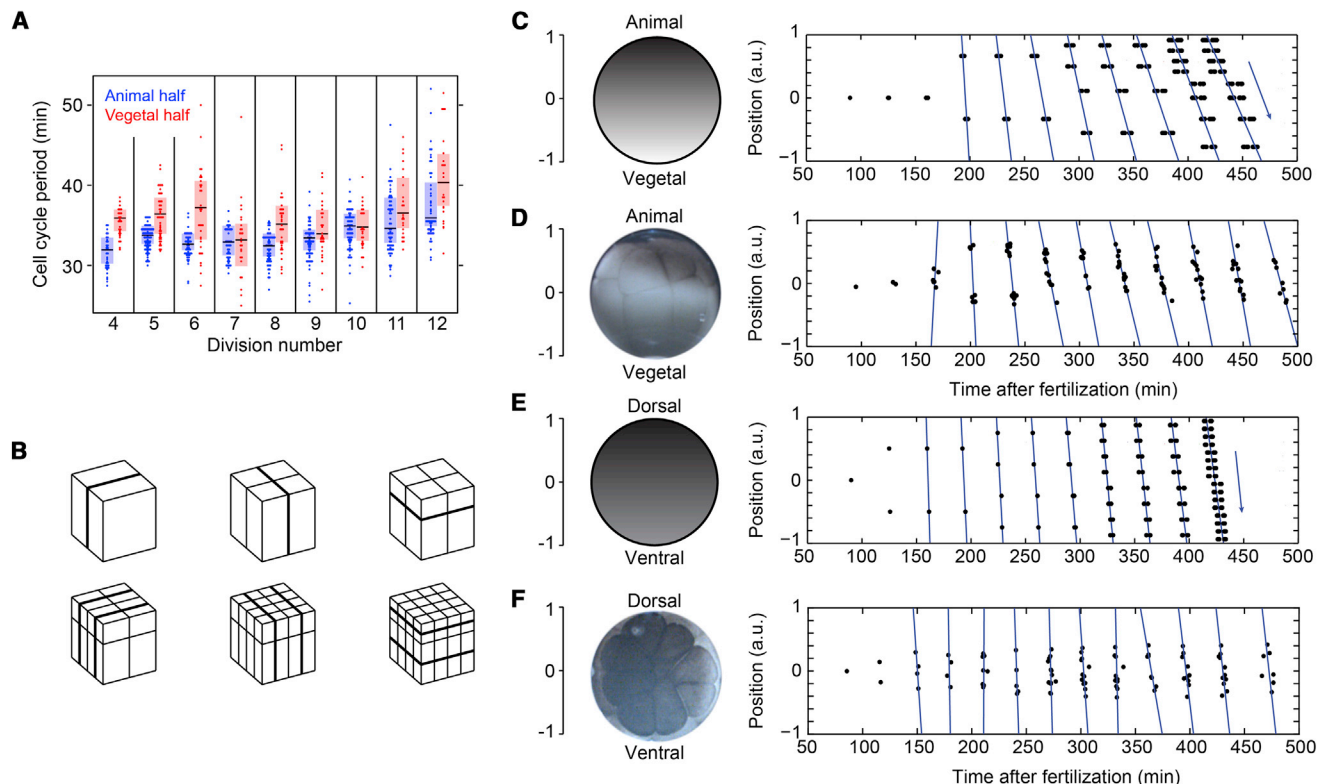 A
Cell cycle period (min)
50
40
30
Animal half
Vegetal half
4 5 6 7 8 9 10 11 12
Division number
B
C
Animal
1
0
-1
Vegetal
Position (a.u.)
1
0
−1
50 100 150 200 250 300 350 400 450 500
D
Animal
1
0
-1
Vegetal
Position (a.u.)
1
0
−1
50 100 150 200 250 300 350 400 450 500
Time after fertilization (min)
E
Dorsal
1
0
-1
Ventral
Position (a.u.)
1
0
−1
50 100 150 200 250 300 350 400 450 500
F
Dorsal
1
0
-1
Ventral
Position (a.u.)
1
0
−1
50 100 150 200 250 300 350 400 450 500
Time after fertilization (min)